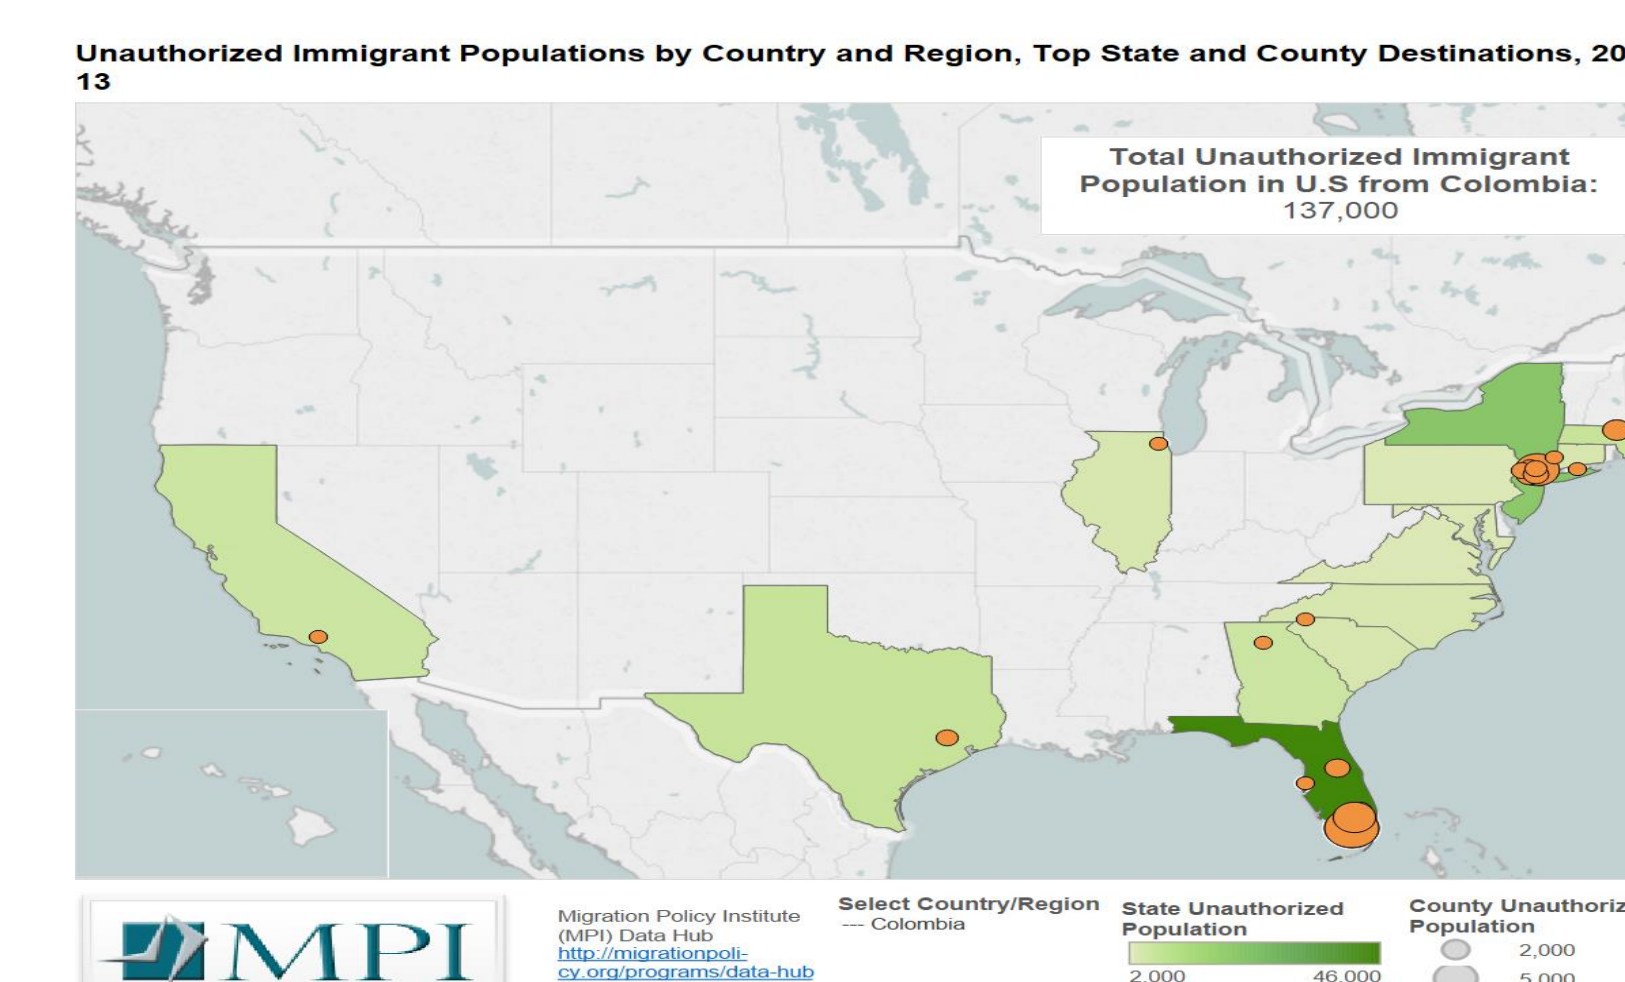 Unauthorized Immigrant Populations by Country and Region, Top State and County Destinations, 20
13
Total Unauthorized Immigrant
Population in U.S from Colombia:
137,000
MPI
Migration Policy Institute
(MPI) Data Hub
http://migrationpoli-
cy.org/programs/data-hub
Select Country/Region
--- Colombia
State Unauthorized
Population
2,000
46,000
County Unauthoriz
Population
2,000
5,000